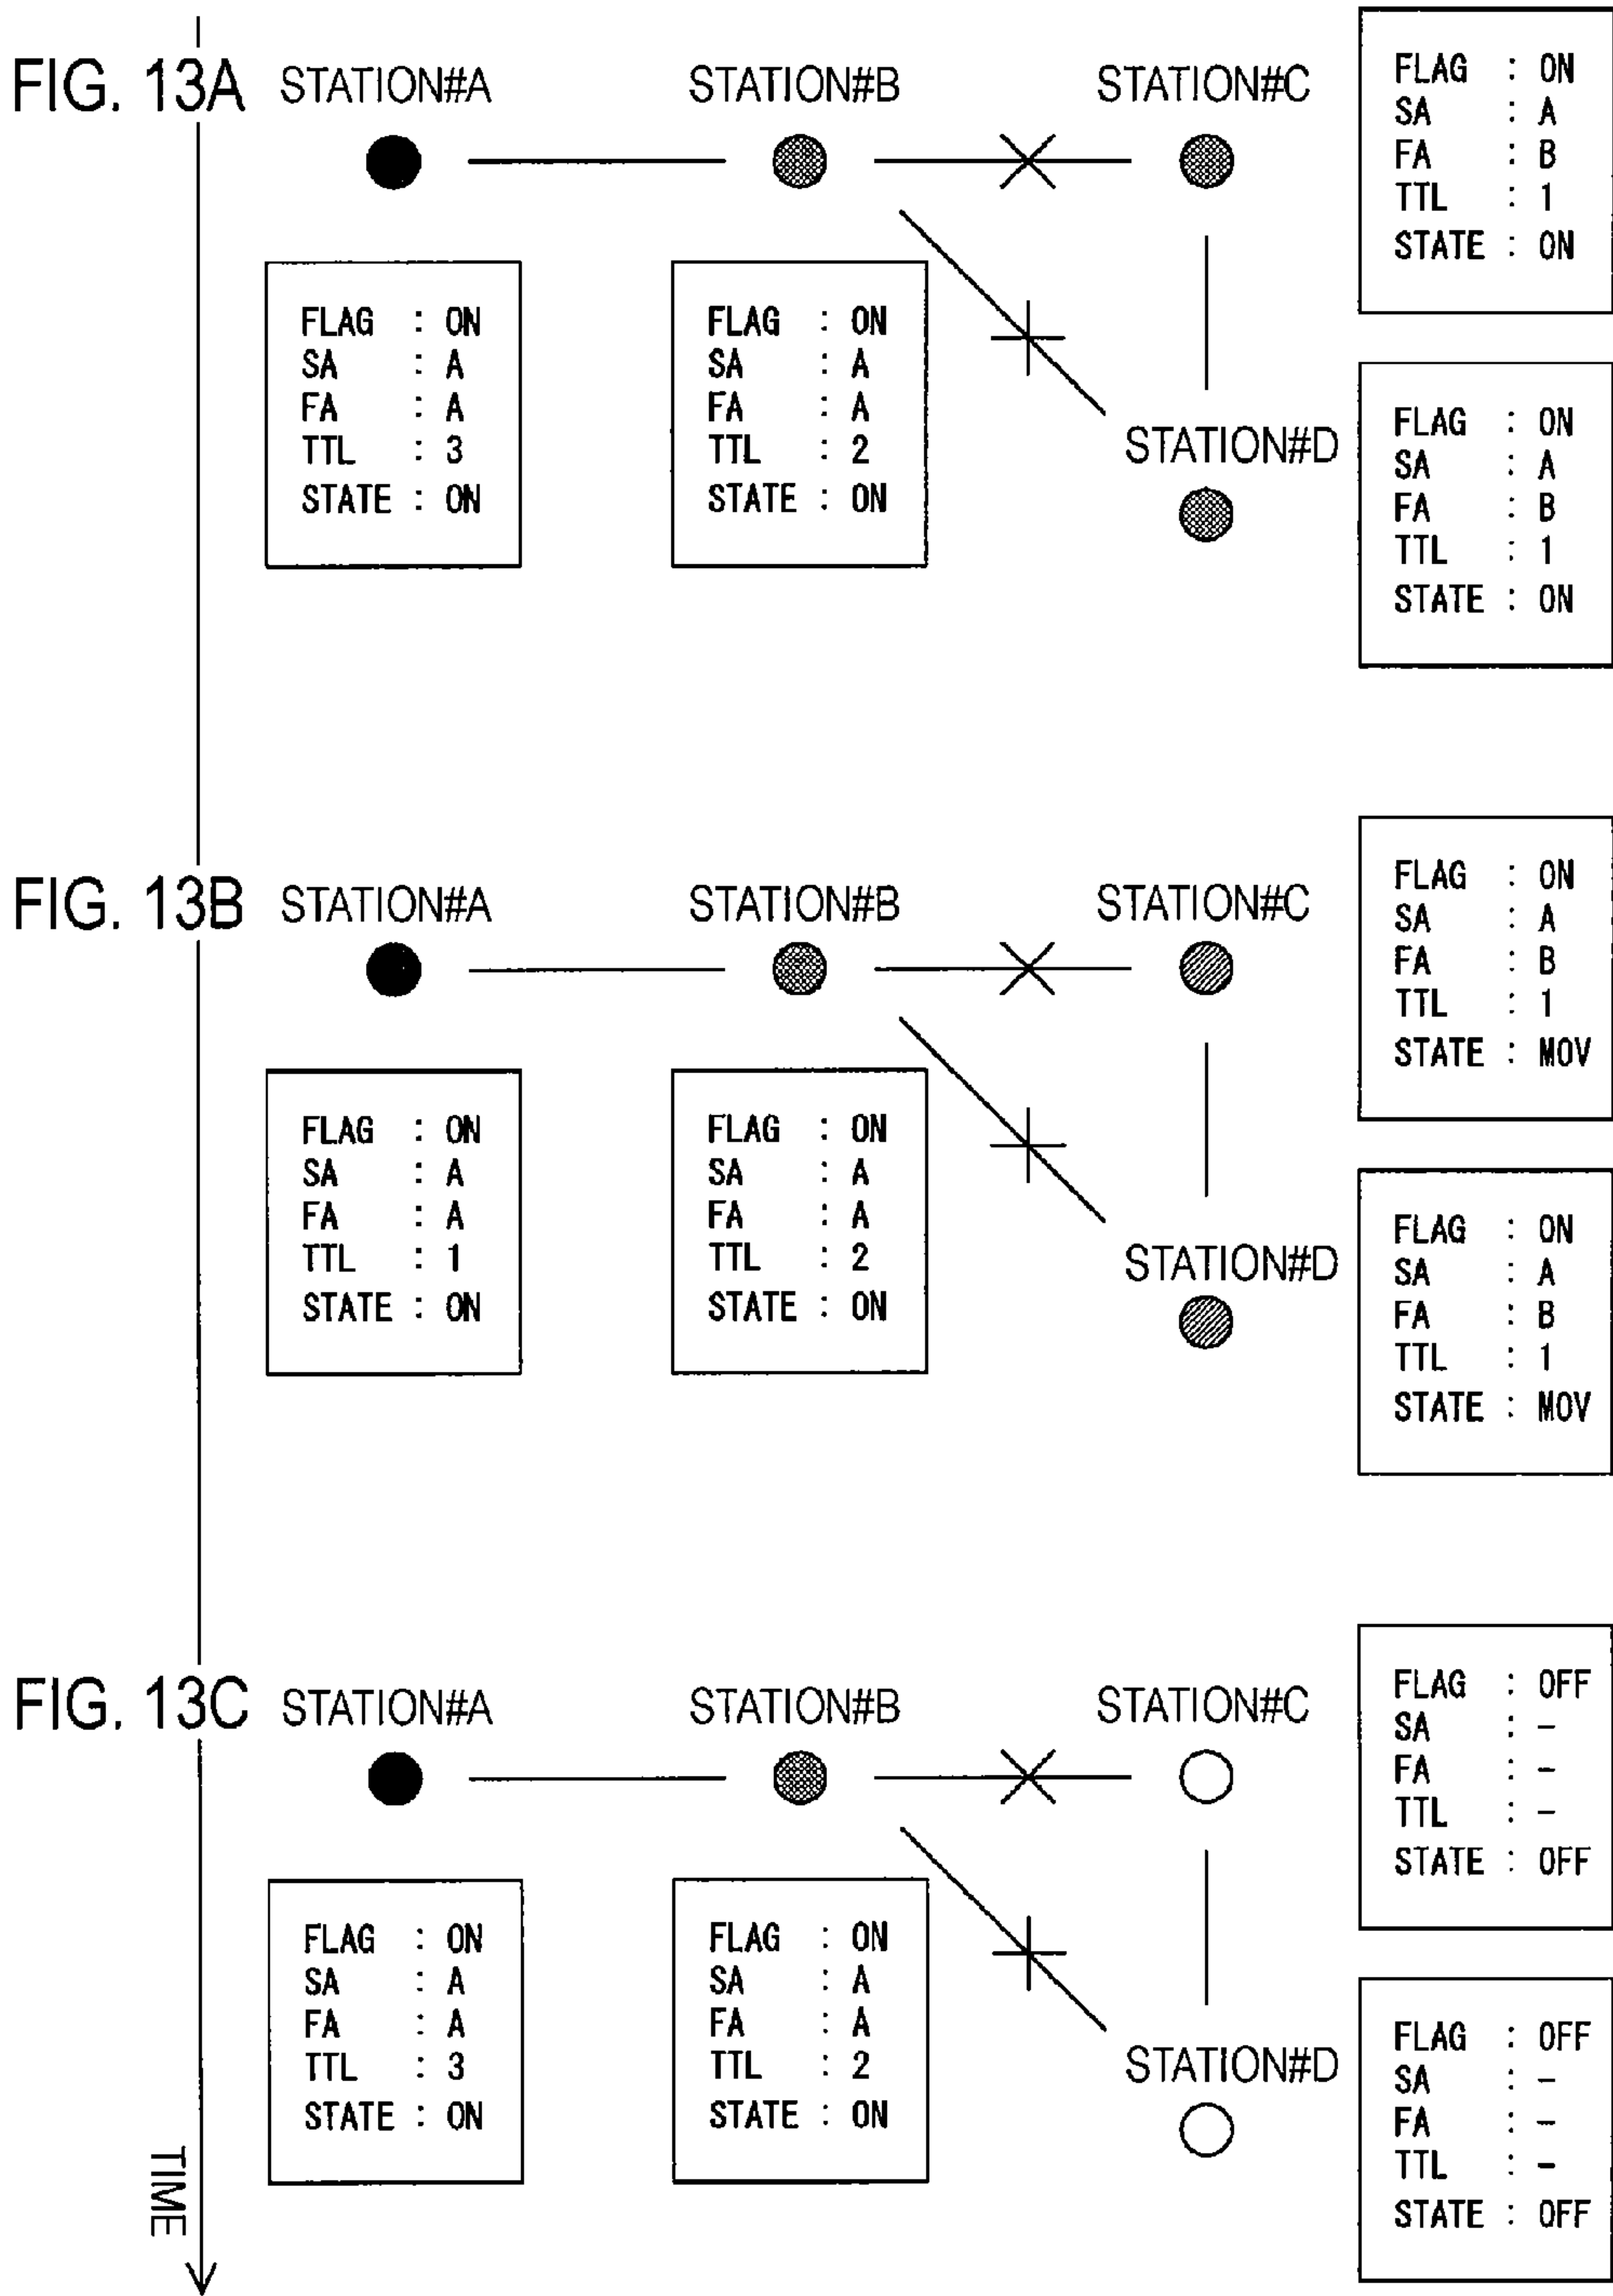 FIG. 13A
STATION#A
STATION#B
STATION#C
FLAG : ON
SA : A
FA : B
TTL : 1
STATE : ON
FLAG : ON
SA : A
FA : A
TTL : 3
STATE : ON
FLAG : ON
SA : A
FA : A
TTL : 2
STATE : ON
STATION#D
FLAG : ON
SA : A
FA : B
TTL : 1
STATE : ON
FIG. 13B
STATION#A
STATION#B
STATION#C
FLAG : ON
SA : A
FA : B
TTL : 1
STATE : MOV
FLAG : ON
SA : A
FA : A
TTL : 1
STATE : ON
FLAG : ON
SA : A
FA : A
TTL : 2
STATE : ON
STATION#D
FLAG : ON
SA : A
FA : B
TTL : 1
STATE : MOV
FIG. 13C
STATION#A
STATION#B
STATION#C
FLAG : OFF
SA : -
FA : -
TTL : -
STATE : OFF
FLAG : ON
SA : A
FA : A
TTL : 3
STATE : ON
FLAG : ON
SA : A
FA : A
TTL : 2
STATE : ON
STATION#D
FLAG : OFF
SA : -
FA : -
TTL : -
STATE : OFF
TIME